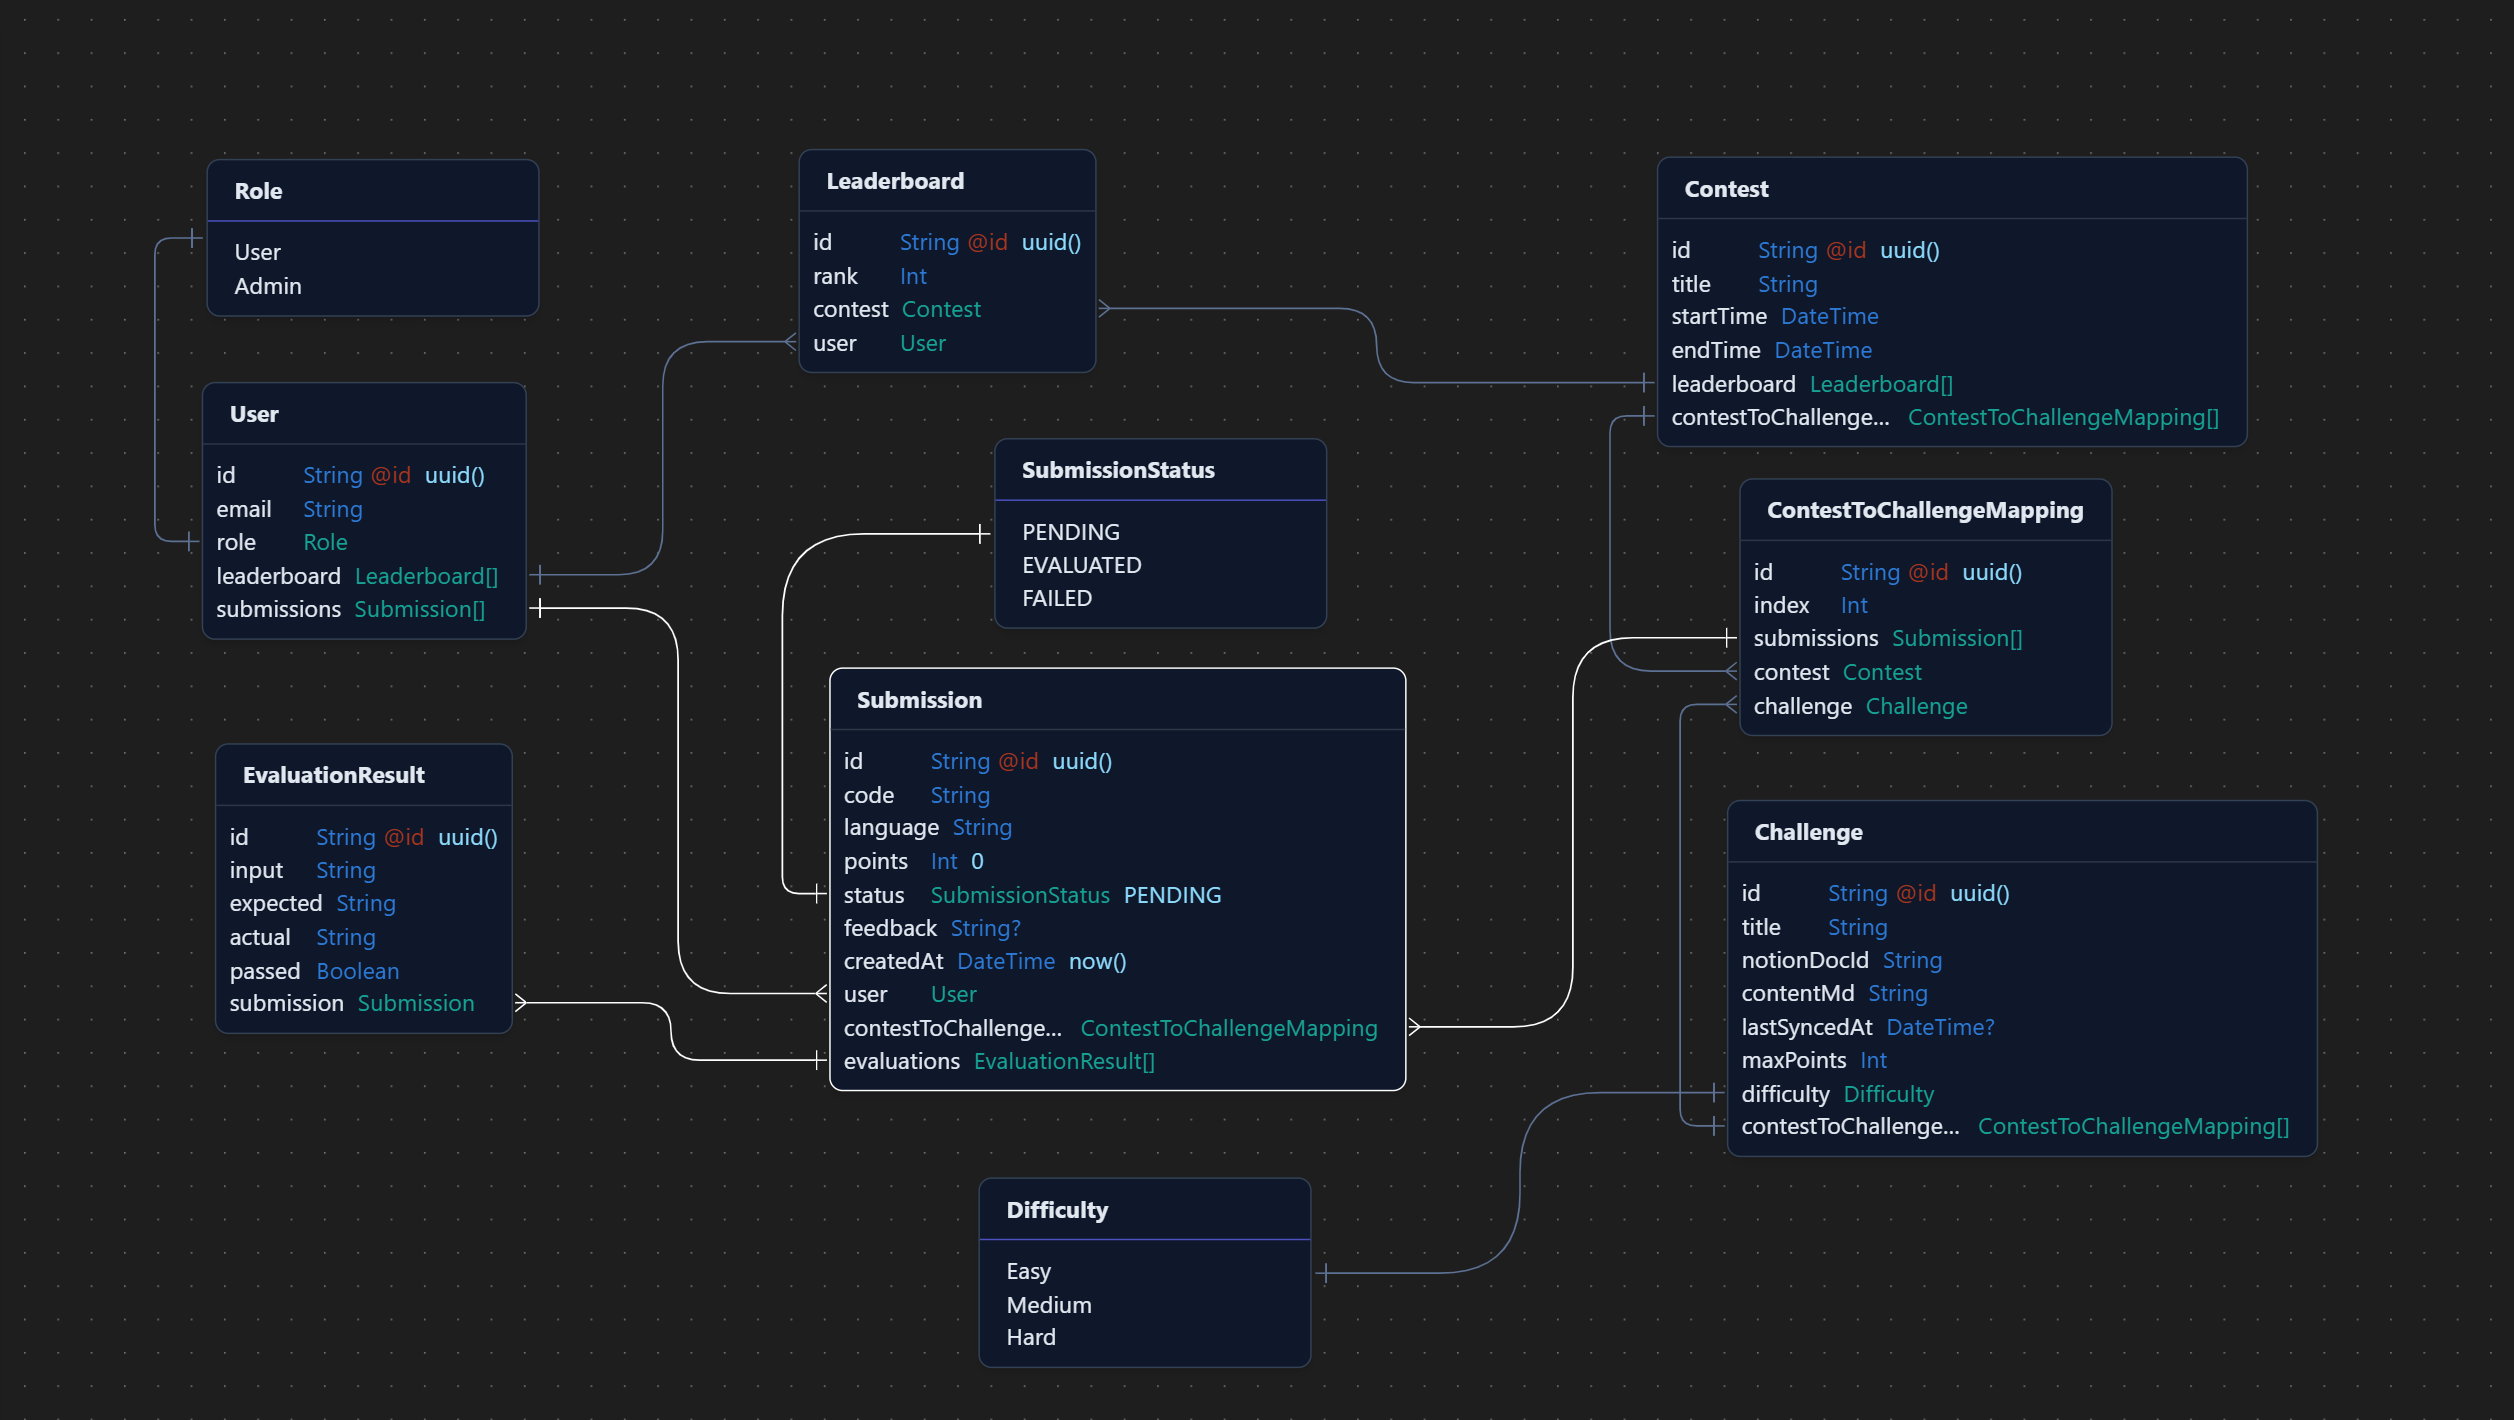 Role
User
Admin
User
id String @id uuid()
email String
role Role
leaderboard Leaderboard[]
submissions Submission[]
EvaluationResult
id String @id uuid()
input String
expected String
actual String
passed Boolean
submission Submission
Leaderboard
id String @id uuid()
rank Int
contest Contest
user User
SubmissionStatus
PENDING
EVALUATED
FAILED
Submission
id String @id uuid()
code String
language String
points Int 0
status SubmissionStatus PENDING
feedback String?
createdAt DateTime now()
user User
contestToChallenge... ContestToChallengeMapping
evaluations EvaluationResult[]
Difficulty
Easy
Medium
Hard
Contest
id String @id uuid()
title String
startTime DateTime
endTime DateTime
leaderboard Leaderboard[]
contestToChallenge... ContestToChallengeMapping[]
ContestToChallengeMapping
id String @id uuid()
index Int
submissions Submission[]
contest Contest
challenge Challenge
Challenge
id String @id uuid()
title String
notionDocId String
contentMd String
lastSyncedAt DateTime?
maxPoints Int
difficulty Difficulty
contestToChallenge... ContestToChallengeMapping[]